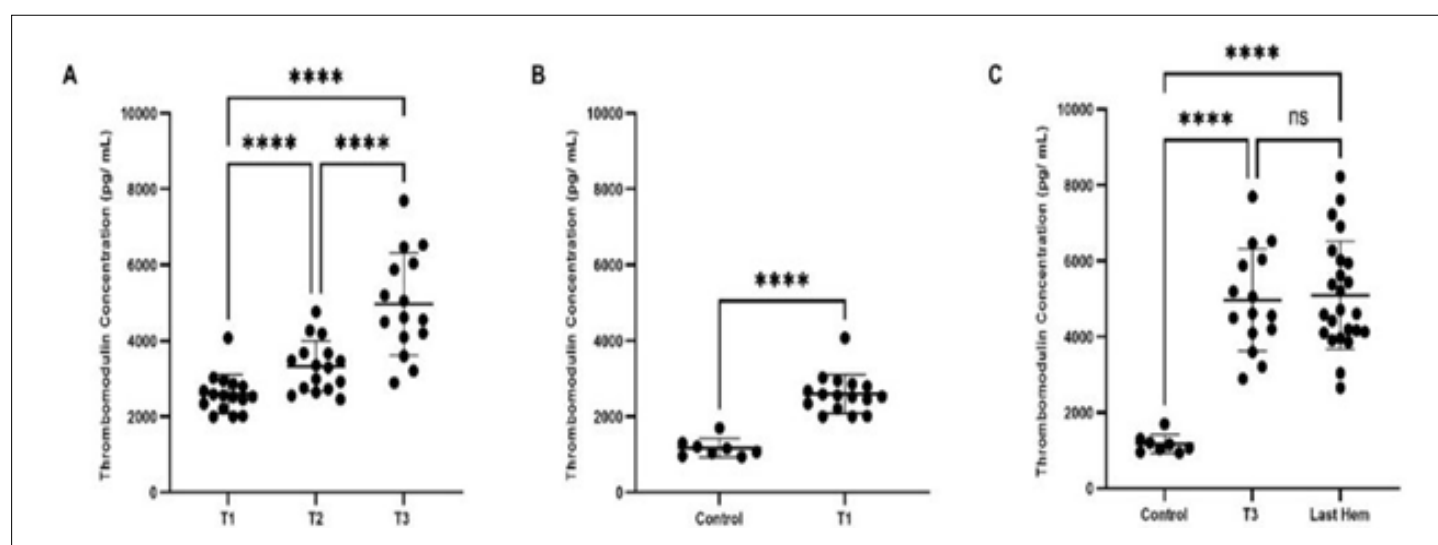 A
****
****
****
Thrombomodulin Concentration (pg/ mL)
10000
8000
6000
4000
2000
0
T1
T2
T3
B
****
Thrombomodulin Concentration (pg/ mL)
10000
8000
6000
4000
2000
0
Control
T1
C
****
****
ns
Thrombomodulin Concentration (pg/ mL)
10000
8000
6000
4000
2000
0
Control
T3
Last Hem